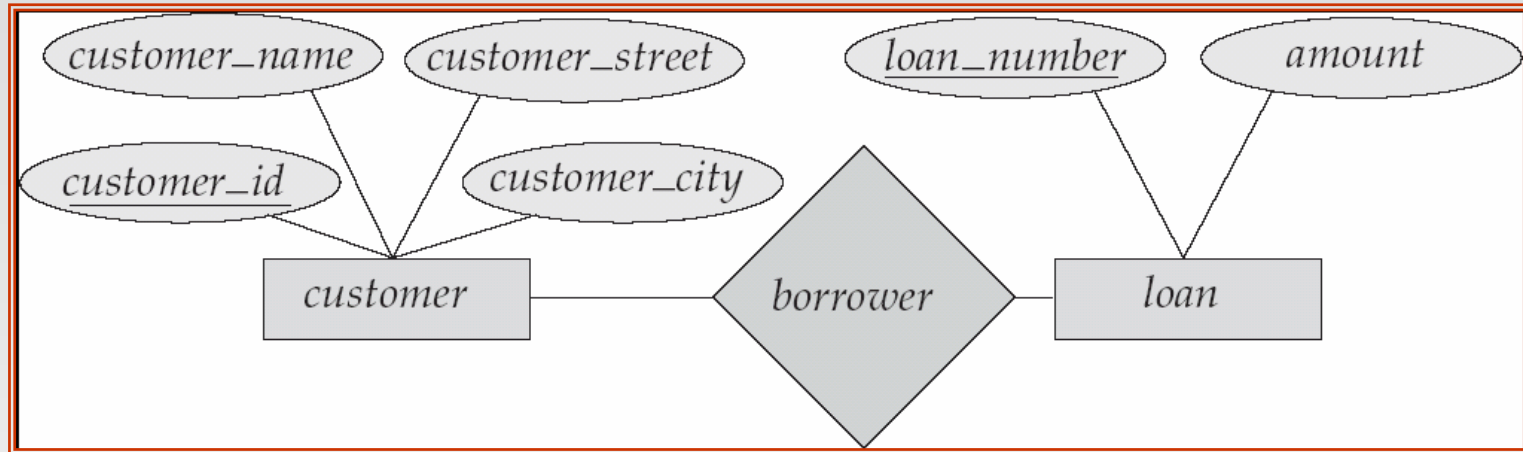 customer_name
customer_street
loan_number
amount
customer_id
customer_city
customer
borrower
loan